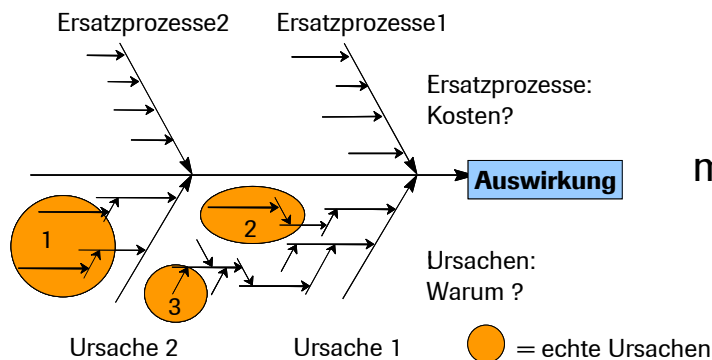 Ersatzprozesse2
Ersatzprozesse1
Ersatzprozesse:
Kosten?
Auswirkung
m
1
2
3
Ursachen:
Warum ?
Ursache 2
Ursache 1
= echte Ursachen